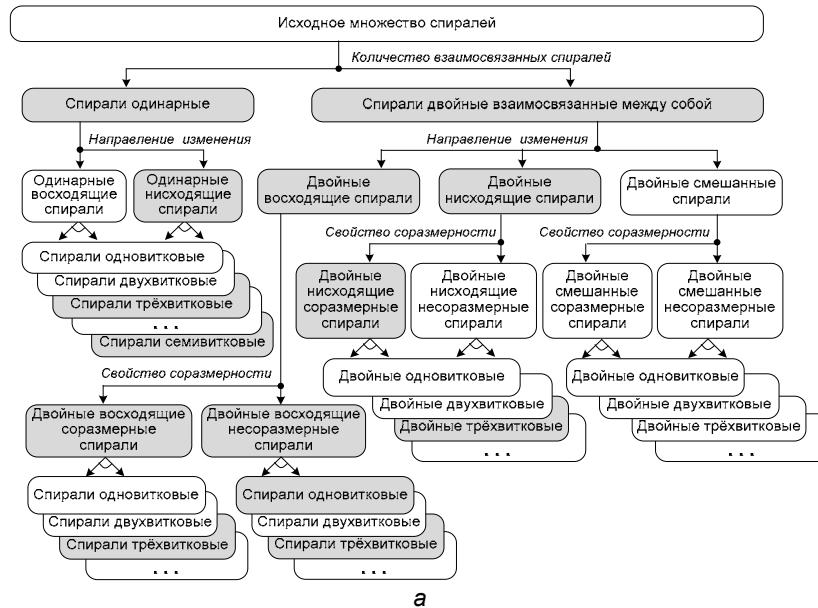 Исходное множество спиралей
Количество взаимосвязанных спиралей
Спирали одинарные
Спирали двойные взаимосвязанные между собой
Направление изменения
Направление изменения
Одинарные
восходящие
спирали
Одинарные
нисходящие
спирали
Двойные
восходящие спирали
Двойные
нисходящие спирали
Двойные смешанные
спирали
Спирали одновитковые
Спирали двухвитковые
Спирали трёхвитковые
. . .
Спирали семивитковые
Свойство соразмерности
Свойство соразмерности
Двойные
нисходящие
соразмерные
спирали
Двойные
нисходящие
несоразмерные
спирали
Двойные
смешанные
соразмерные
спирали
Двойные
смешанные
несоразмерные
спирали
Двойные одновитковые
Двойные двухвитковые
Двойные трёхвитковые
. . .
Двойные одновитковые
Двойные двухвитковые
Двойные трёхвитковые
. . .
Свойство соразмерности
Двойные восходящие
соразмерные
спирали
Двойные восходящие
несоразмерные
спирали
Спирали одновитковые
Спирали двухвитковые
Спирали трёхвитковые
. . .
Спирали одновитковые
Спирали двухвитковые
Спирали трёхвитковые
. . .
а